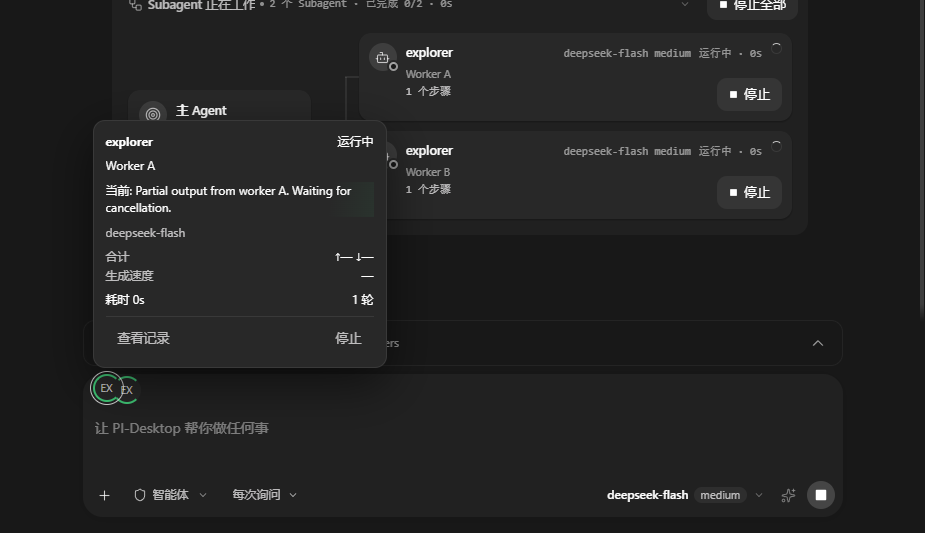 Subagent 正在工作 • 2 个 Subagent · 已完成 0/2 · 0s
停止全部
explorer
deepseek-flash medium 运行中 · 0s
Worker A
1 个步骤
停止
主 Agent
explorer
deepseek-flash medium 运行中 · 0s
Worker B
1 个步骤
停止
explorer 运行中
Worker A
当前: Partial output from worker A. Waiting for
cancellation.
deepseek-flash
合计 ↑— ↓—
生成速度 —
耗时 0s 1 轮
查看记录 停止
ers
EX EX
让 PI-Desktop 帮你做任何事
智能体 每次询问 deepseek-flash medium